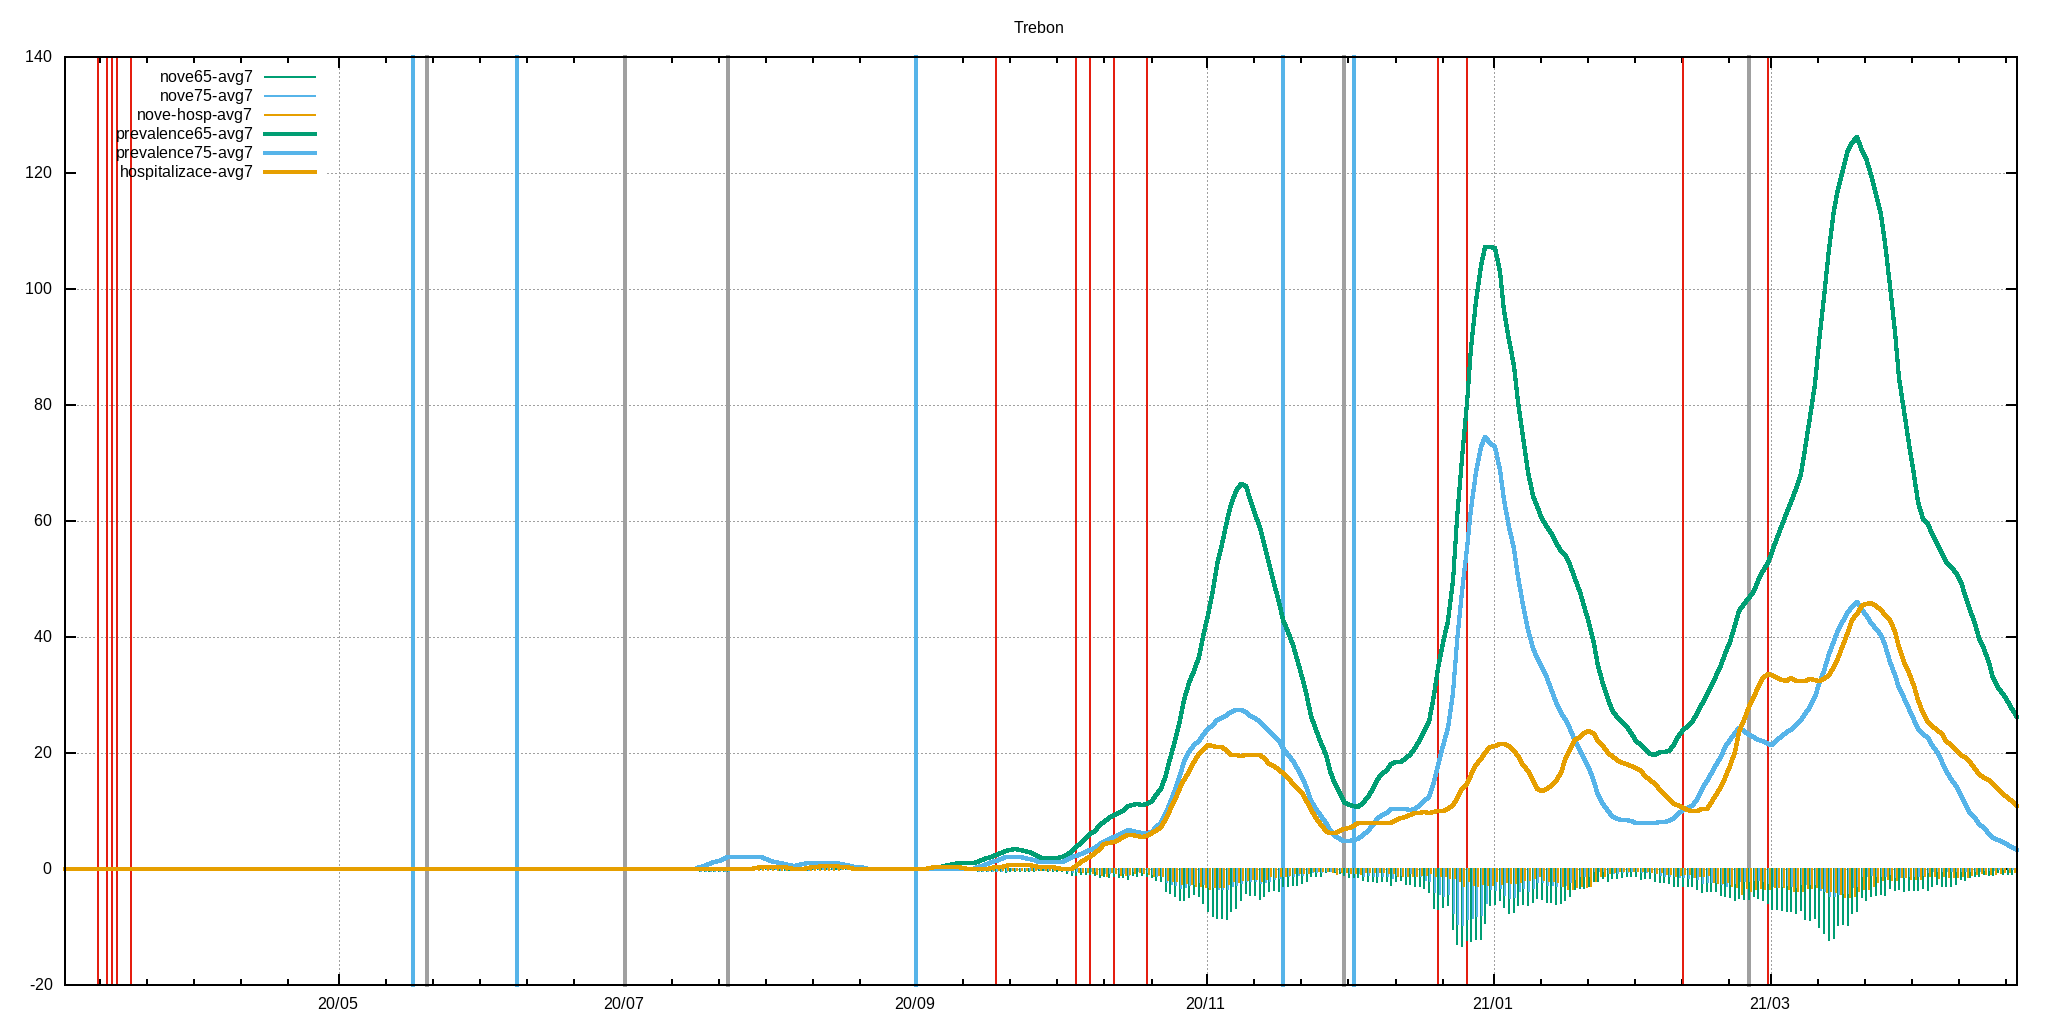 Trebon
140
nove65-avg7
nove75-avg7
nove-hosp-avg7
prevalence65-avg7
prevalence75-avg7
hospitalizace-avg7
120
100
80
60
40
20
0
-20
20/05 20/07 20/09 20/11 21/01 21/03